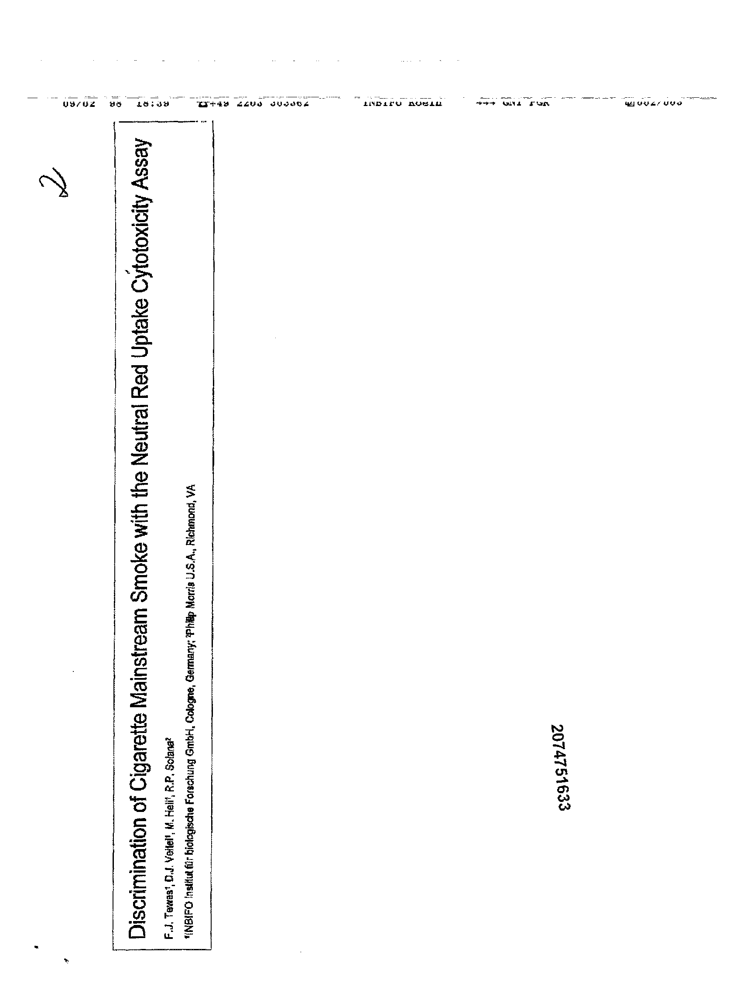 09/02 98 18:39 +49 2203 303362 INBIFO KOELN +++ GNI FGR 002/003
2
Discrimination of Cigarette Mainstream Smoke with the Neutral Red Uptake Cytotoxicity Assay
F.J. Tewes¹, D.J. Veltel¹, M. Heil¹, R.P. Solana²
¹INBIFO Institut für biologische Forschung GmbH, Cologne, Germany; ²Philip Morris U.S.A., Richmond, VA
2074751633